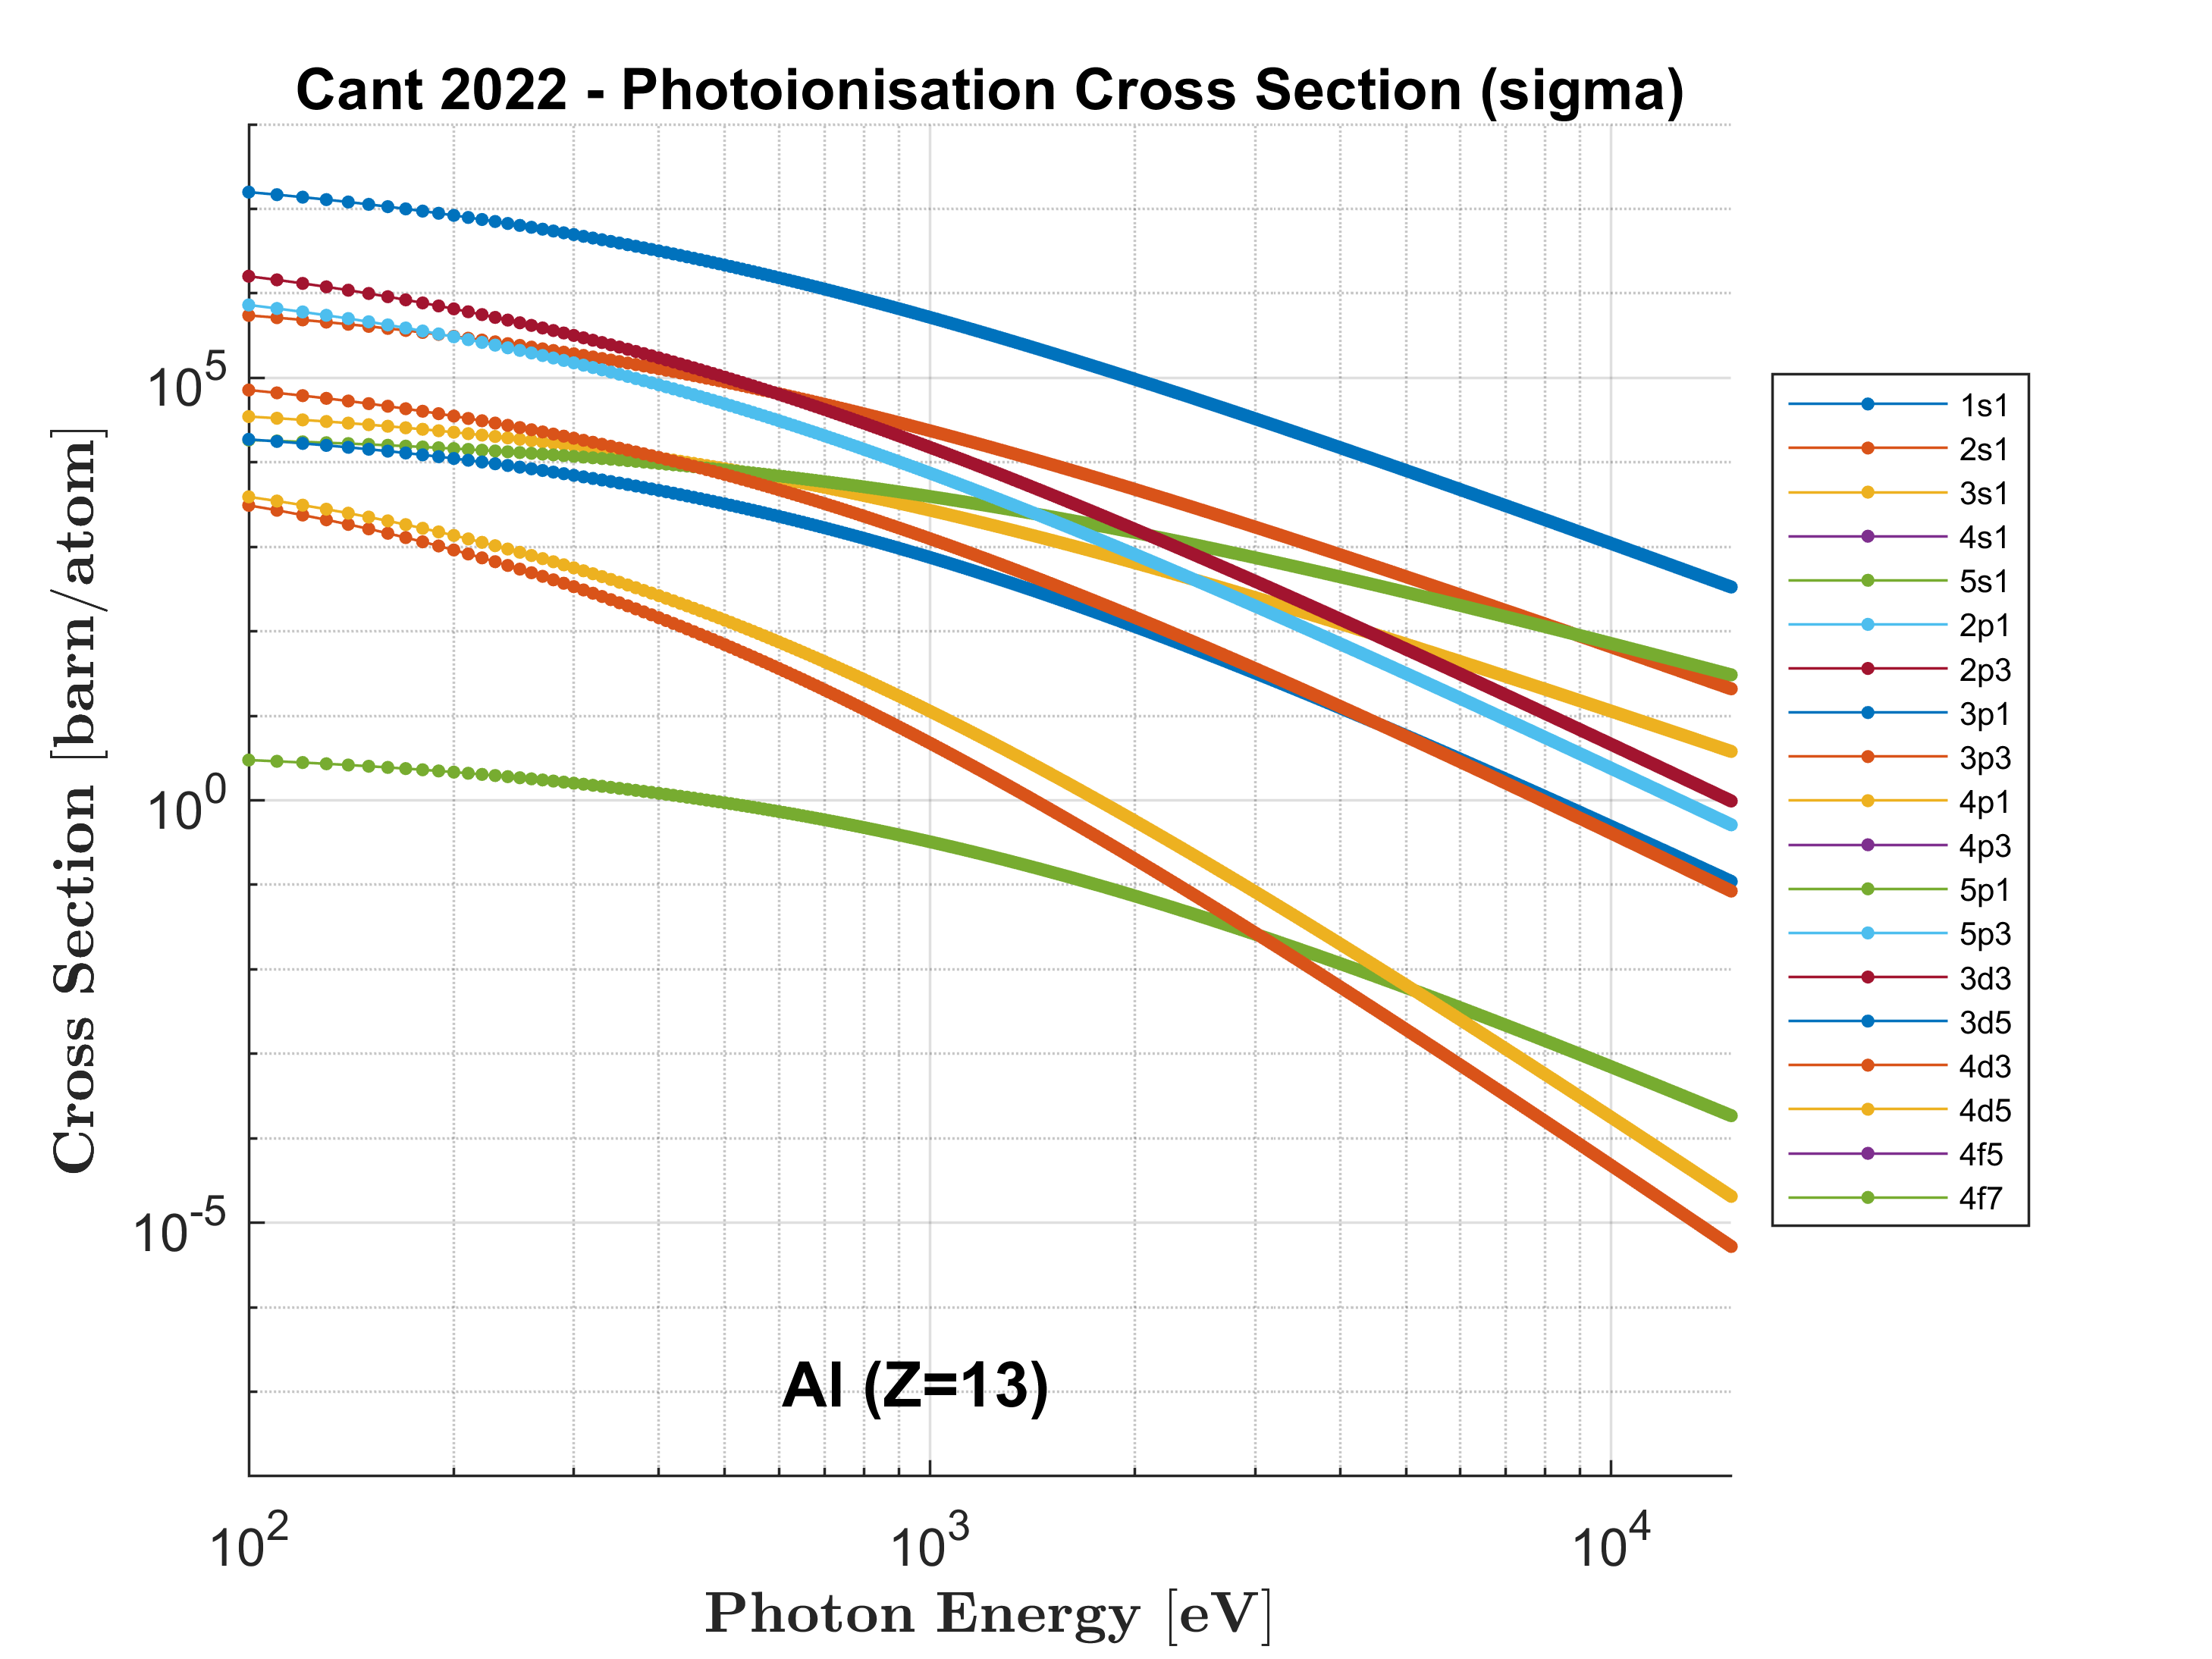 Cant 2022 - Photoionisation Cross Section (sigma)
Cross Section [barn/atom]
10^5
10^0
10^-5
1s1
2s1
3s1
4s1
5s1
2p1
2p3
3p1
3p3
4p1
4p3
5p1
5p3
3d3
3d5
4d3
4d5
4f5
4f7
Al (Z=13)
10^2
10^3
10^4
Photon Energy [eV]